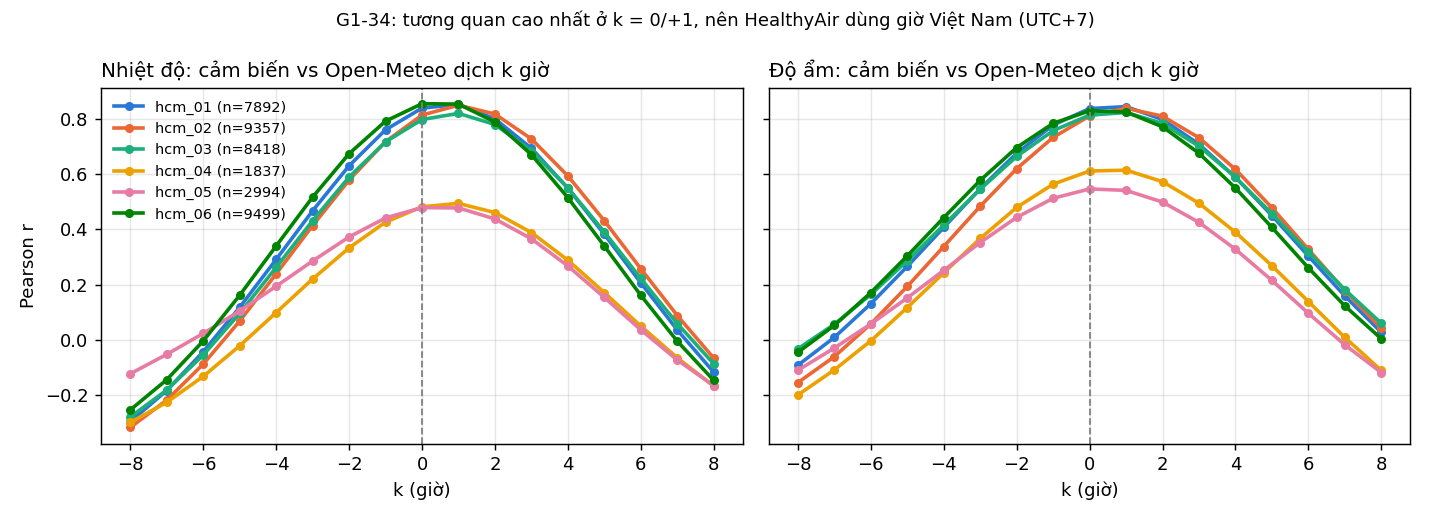 G1-34: tương quan cao nhất ở k = 0/+1, nên HealthyAir dùng giờ Việt Nam (UTC+7)
Nhiệt độ: cảm biến vs Open-Meteo dịch k giờ
hcm_01 (n=7892)
hcm_02 (n=9357)
hcm_03 (n=8418)
hcm_04 (n=1837)
hcm_05 (n=2994)
hcm_06 (n=9499)
Pearson r
0.8
0.6
0.4
0.2
0.0
−0.2
−8 −6 −4 −2 0 2 4 6 8
k (giờ)
Độ ẩm: cảm biến vs Open-Meteo dịch k giờ
−8 −6 −4 −2 0 2 4 6 8
k (giờ)